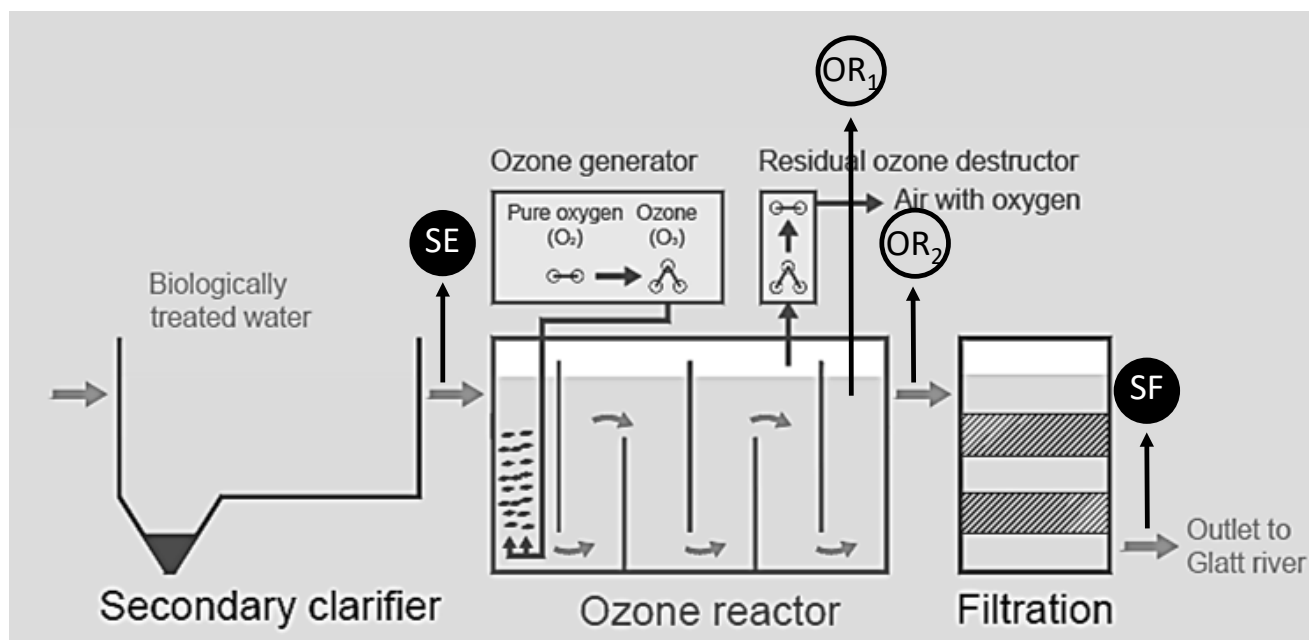 OR₁
Ozone generator
Residual ozone destructor
Pure oxygen
(O₂)
Ozone
(O₃)
Air with oxygen
SE
OR₂
Biologically
treated water
SF
Outlet to
Glatt river
Secondary clarifier
Ozone reactor
Filtration